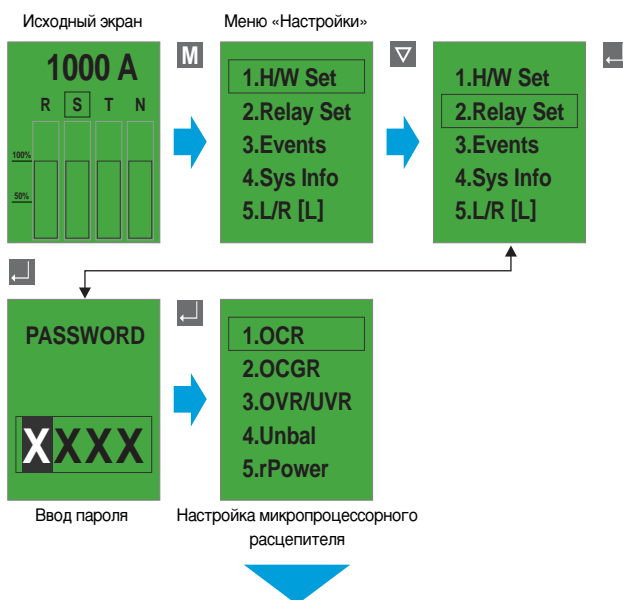 Исходный экран
Меню «Настройки»
1000 A
R S T N
100%
50%
M
1.H/W Set
2.Relay Set
3.Events
4.Sys Info
5.L/R [L]
1.H/W Set
2.Relay Set
3.Events
4.Sys Info
5.L/R [L]
PASSWORD
XXXX
Ввод пароля
1.OCR
2.OCGR
3.OVR/UVR
4.Unbal
5.rPower
Настройка микропроцессорного
расцепителя